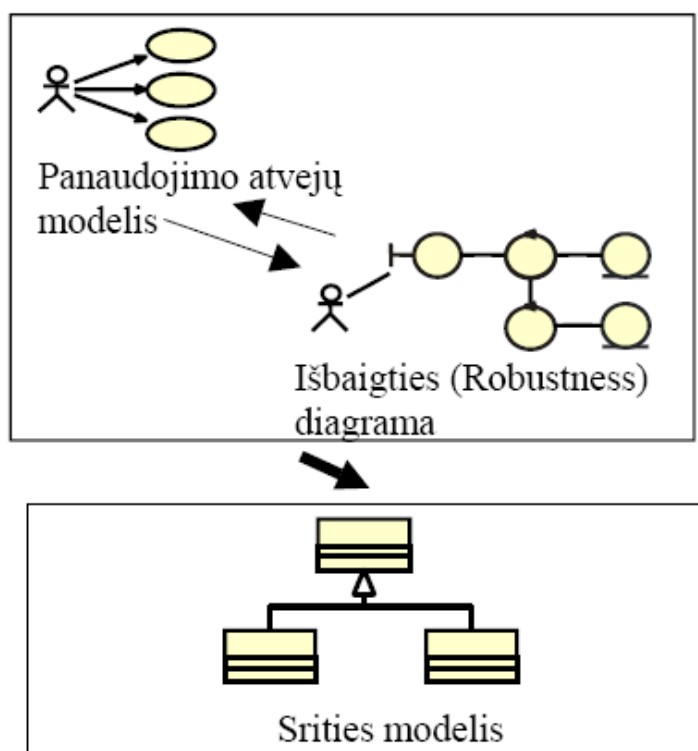 Panaudojimo atvejų
modelis
Išbaigties (Robustness)
diagrama
Srities modelis